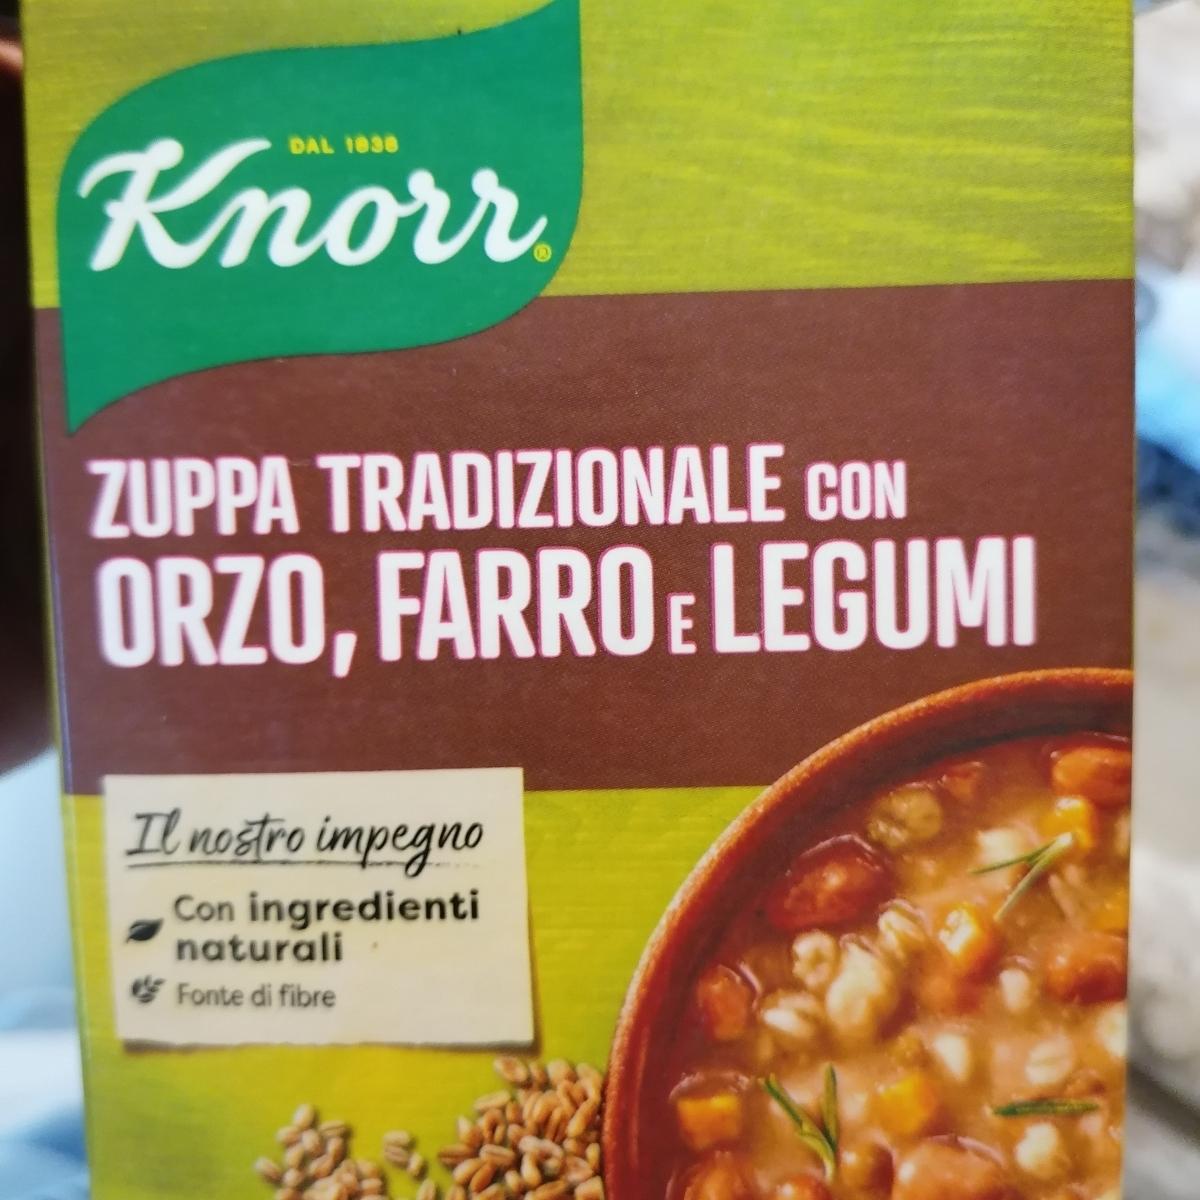 DAL 1838
Knorr®
ZUPPA TRADIZIONALE CON
ORZO, FARRO E LEGUMI
Il nostro impegno
Con ingredienti
naturali
Fonte di fibre